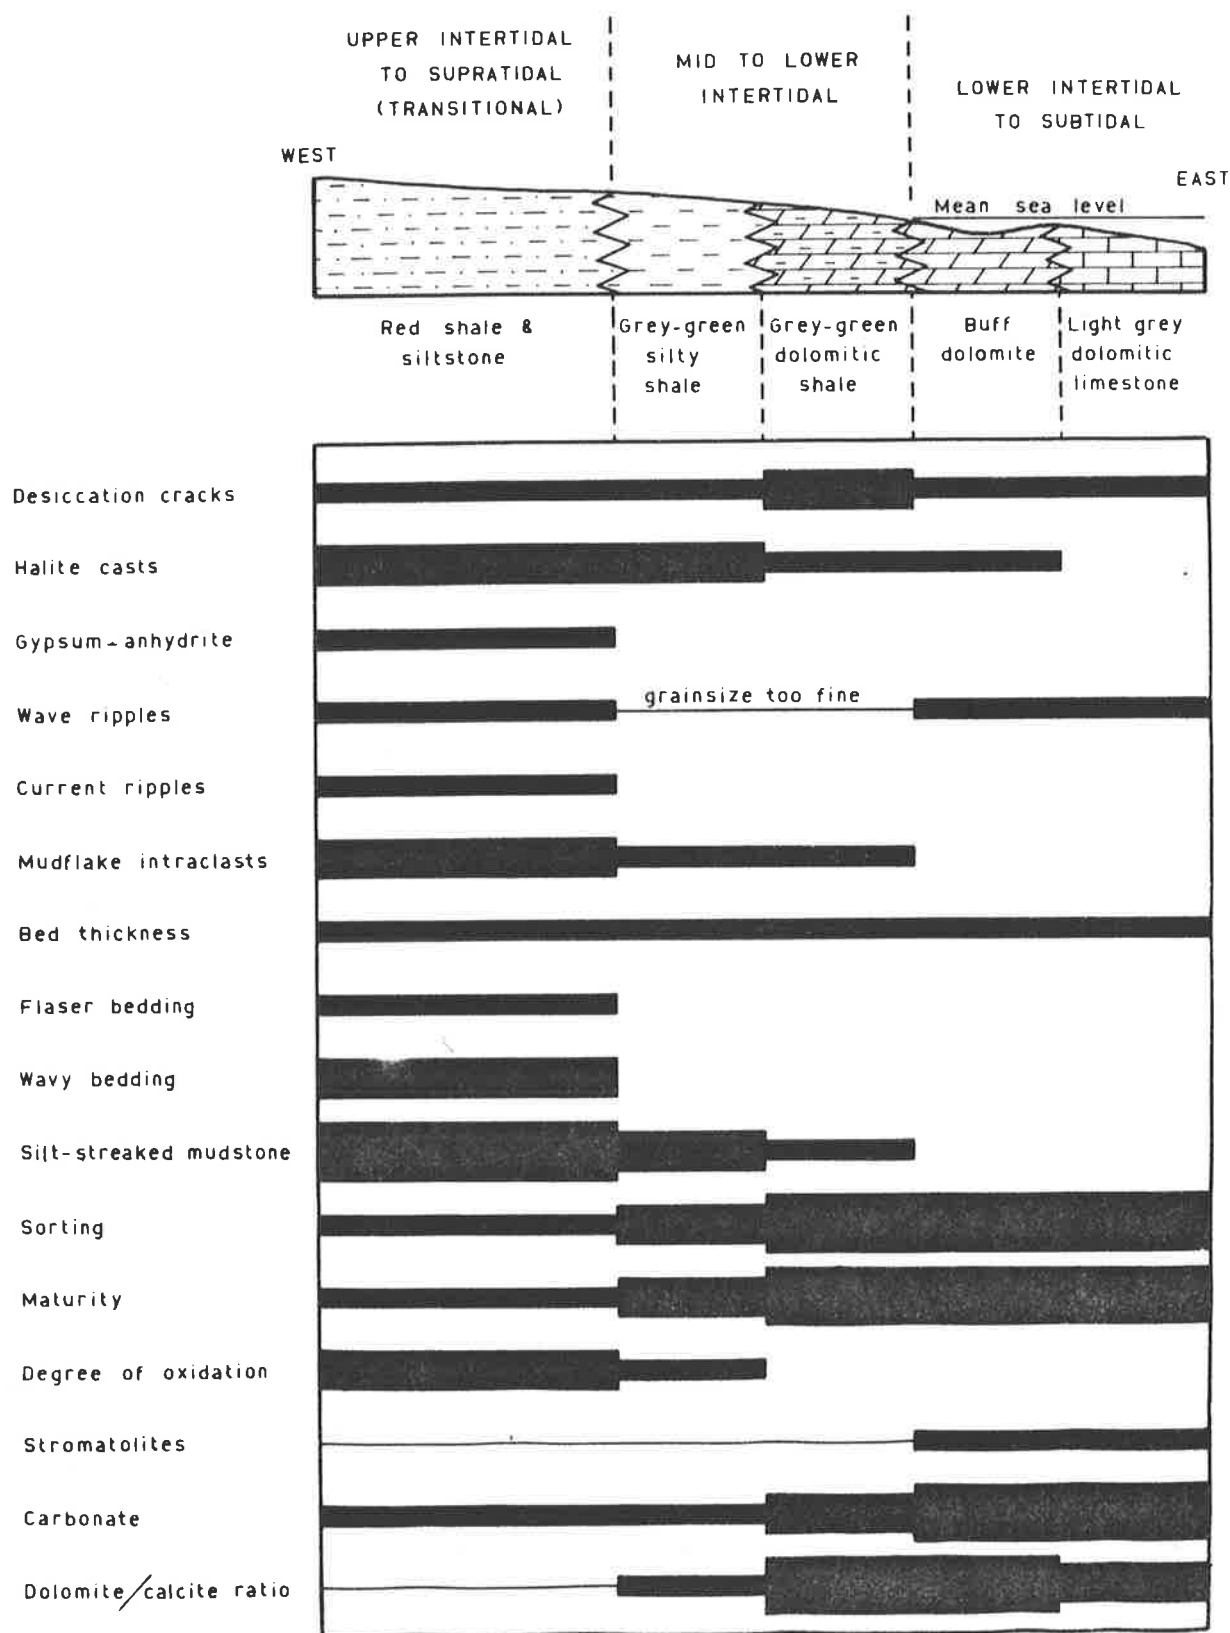 UPPER INTERTIDAL
TO SUPRATIDAL
(TRANSITIONAL)
MID TO LOWER
INTERTIDAL
LOWER INTERTIDAL
TO SUBTIDAL
WEST
EAST
Mean sea level
Red shale &
siltstone
Grey-green
silty
shale
Grey-green
dolomitic
shale
Buff
dolomite
Light grey
dolomitic
limestone
Desiccation cracks
Halite casts
Gypsum-anhydrite
Wave ripples
grainsize too fine
Current ripples
Mudflake intraclasts
Bed thickness
Flaser bedding
Wavy bedding
Silt-streaked mudstone
Sorting
Maturity
Degree of oxidation
Stromatolites
Carbonate
Dolomite/calcite ratio